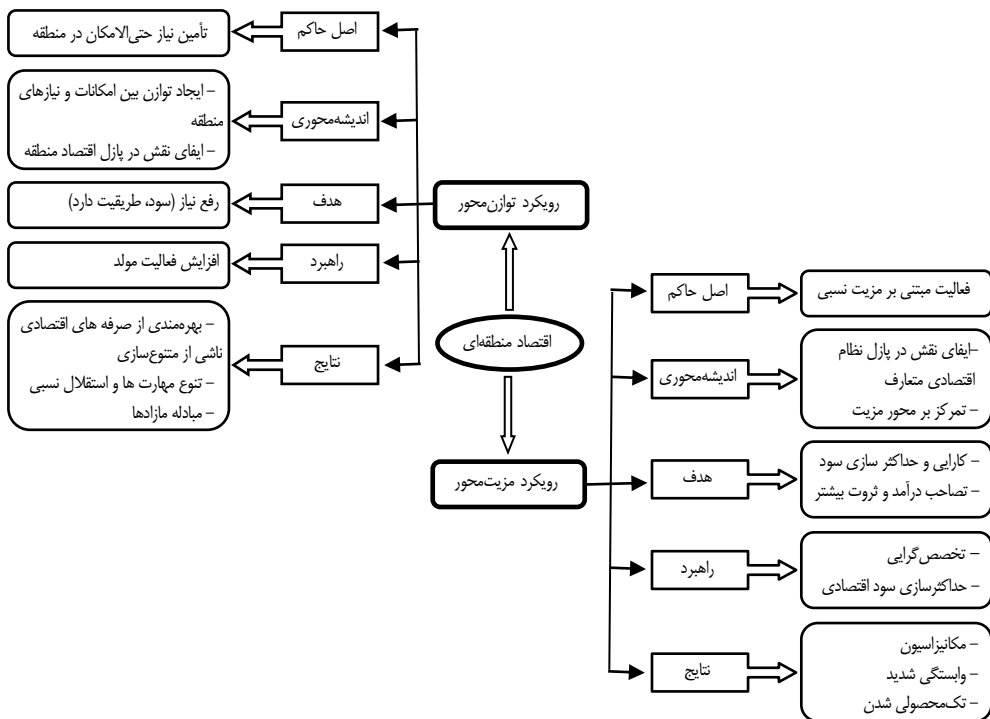 اقتصاد منطقه‌ای
رویکرد توازن‌محور
اصل حاکم
تأمین نیاز حتی‌الامکان در منطقه
اندیشه‌محوری
– ایجاد توازن بین امکانات و نیازهای
منطقه
– ایفای نقش در پازل اقتصاد منطقه
هدف
رفع نیاز (سود، طریقیت دارد)
راهبرد
افزایش فعالیت مولد
نتایج
– بهره‌مندی از صرفه های اقتصادی
ناشی از متنوع‌سازی
– تنوع مهارت ها و استقلال نسبی
– مبادله مازادها
رویکرد مزیت‌محور
اصل حاکم
فعالیت مبتنی بر مزیت نسبی
اندیشه‌محوری
–ایفای نقش در پازل نظام
اقتصادی متعارف
– تمرکز بر محور مزیت
هدف
– کارایی و حداکثر سازی سود
– تصاحب درآمد و ثروت بیشتر
راهبرد
– تخصص‌گرایی
– حداکثرسازی سود اقتصادی
نتایج
– مکانیزاسیون
– وابستگی شدید
– تک‌محصولی شدن